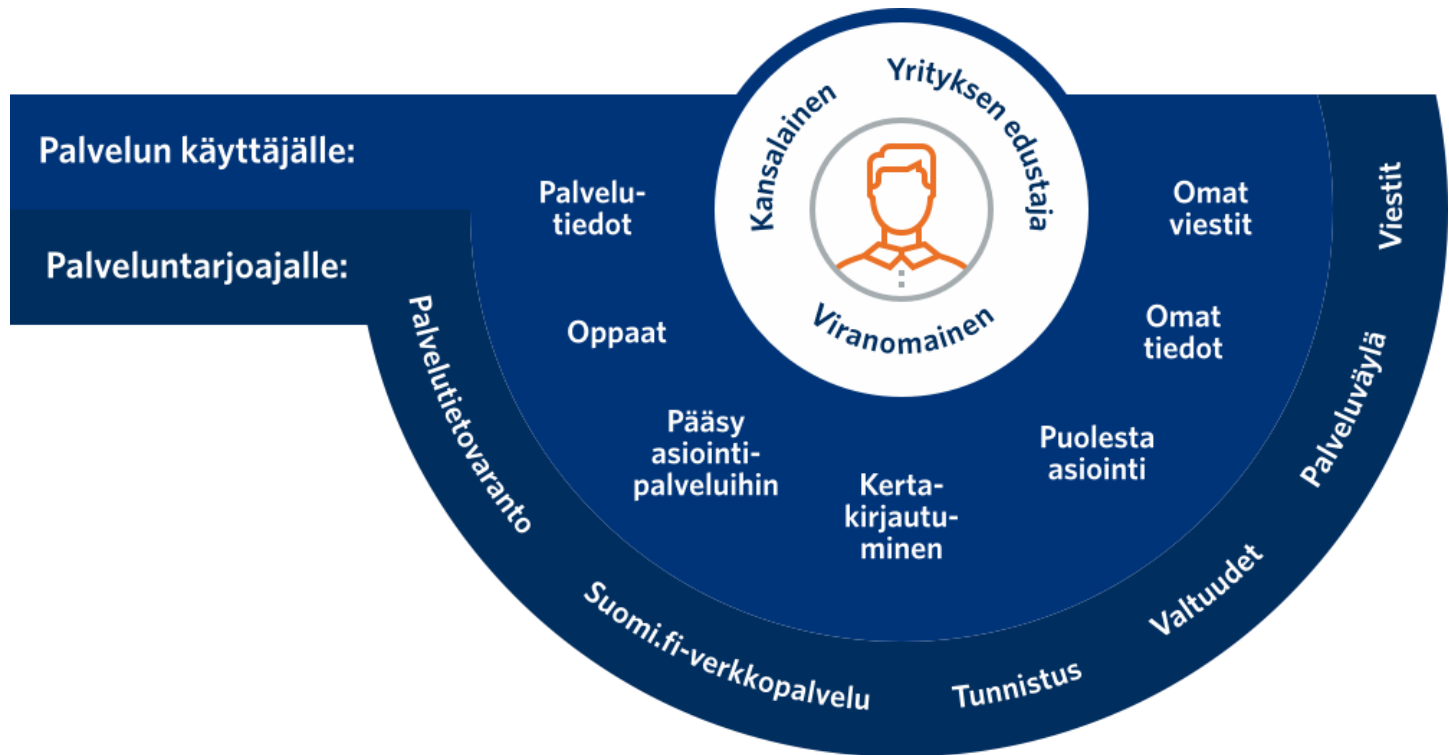 Kansalainen
Yrityksen edustaja
Viranomainen
Palvelun käyttäjälle:
Palvelu-
tiedot
Oppaat
Pääsy
asiointi-
palveluihin
Kerta-
kirjautu-
minen
Puolesta
asiointi
Omat
tiedot
Omat
viestit
Palveluntarjoajalle:
Palvelutietovaranto
Suomi.fi-verkkopalvelu
Tunnistus
Valtuudet
Palveluväylä
Viestit